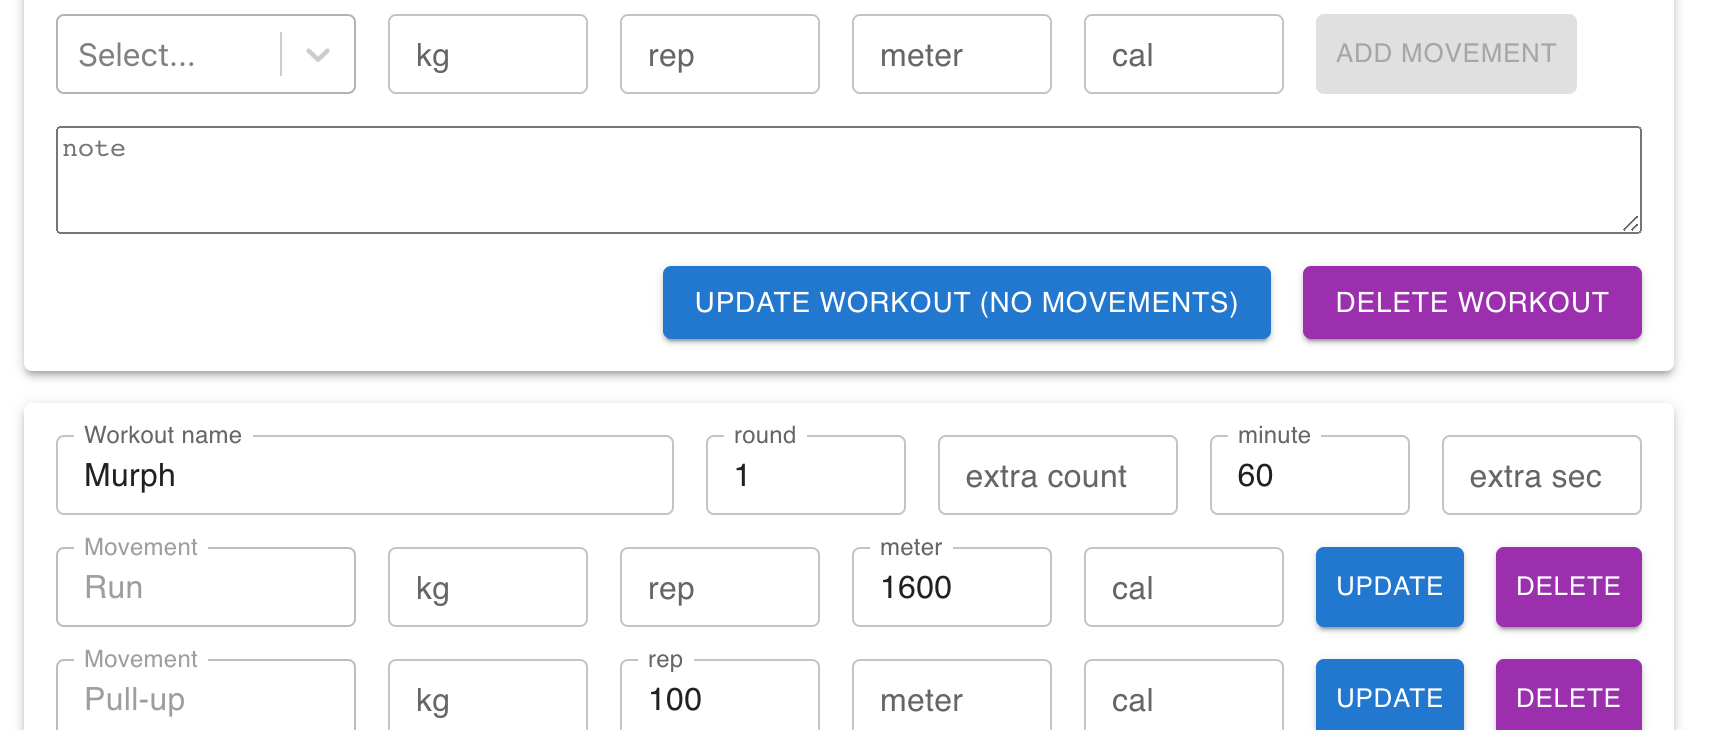 Select... kg rep meter cal ADD MOVEMENT
note
UPDATE WORKOUT (NO MOVEMENTS) DELETE WORKOUT
Workout name round minute
Murph 1 extra count 60 extra sec
Movement meter
Run kg rep 1600 cal UPDATE DELETE
Movement rep
Pull-up kg 100 meter cal UPDATE DELETE